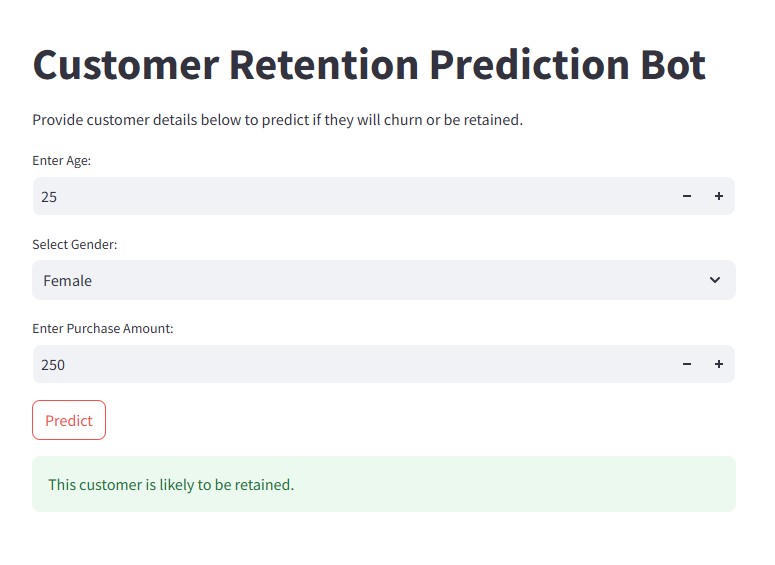 Customer Retention Prediction Bot
Provide customer details below to predict if they will churn or be retained.
Enter Age:
25
Select Gender:
Female
Enter Purchase Amount:
250
Predict
This customer is likely to be retained.